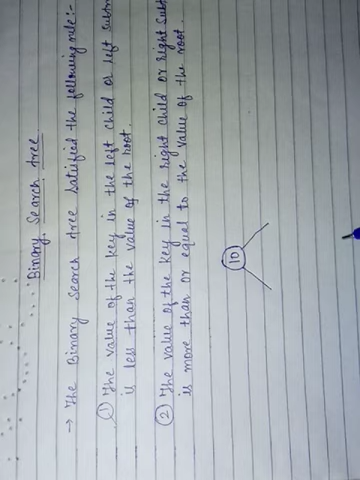 Binary Search tree
→ The Binary Search tree satisfied the following rule:-
① The value of the key in the left child or left
is less than the value of the root.
② The value of the key in the right child or right
is more than or equal to the value of the root.
10